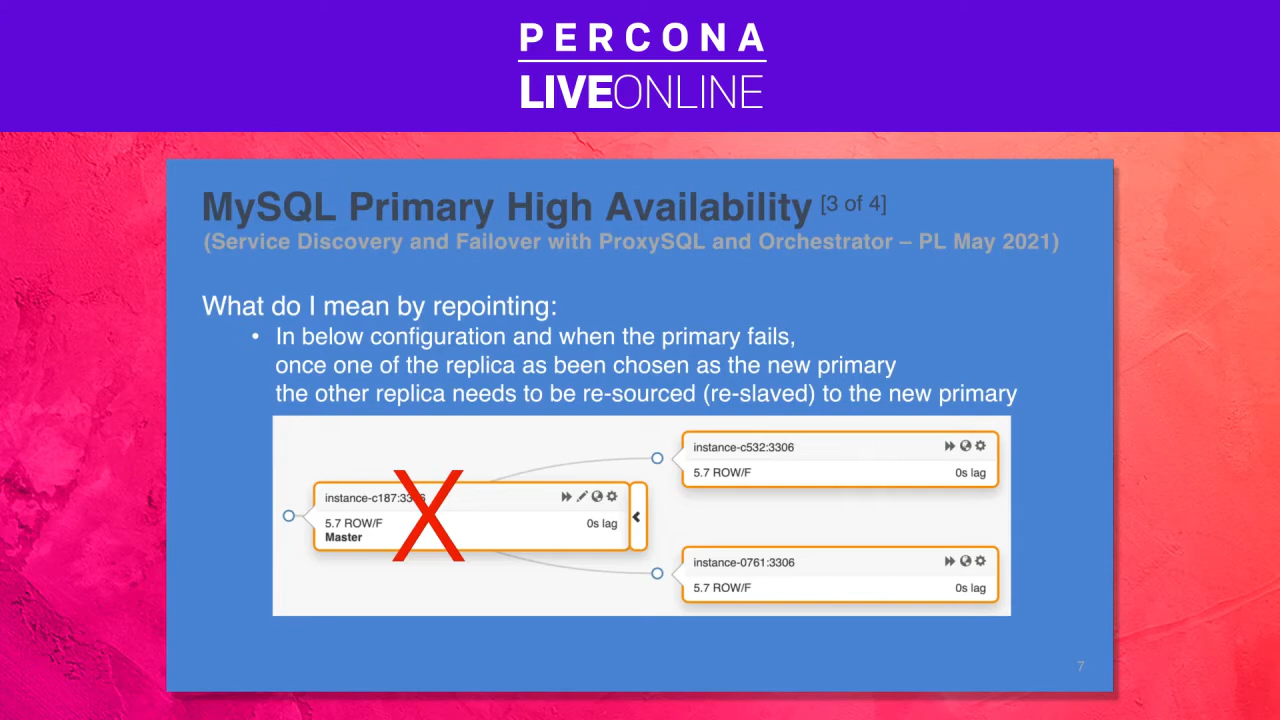 PERCONA
LIVEONLINE
MySQL Primary High Availability [3 of 4]
(Service Discovery and Failover with ProxySQL and Orchestrator – PL May 2021)
What do I mean by repointing:
• In below configuration and when the primary fails,
once one of the replica as been chosen as the new primary
the other replica needs to be re-sourced (re-slaved) to the new primary
instance-c532:3306
5.7 ROW/F 0s lag
instance-c187:3306
5.7 ROW/F 0s lag
Master
instance-0761:3306
5.7 ROW/F 0s lag
X
7